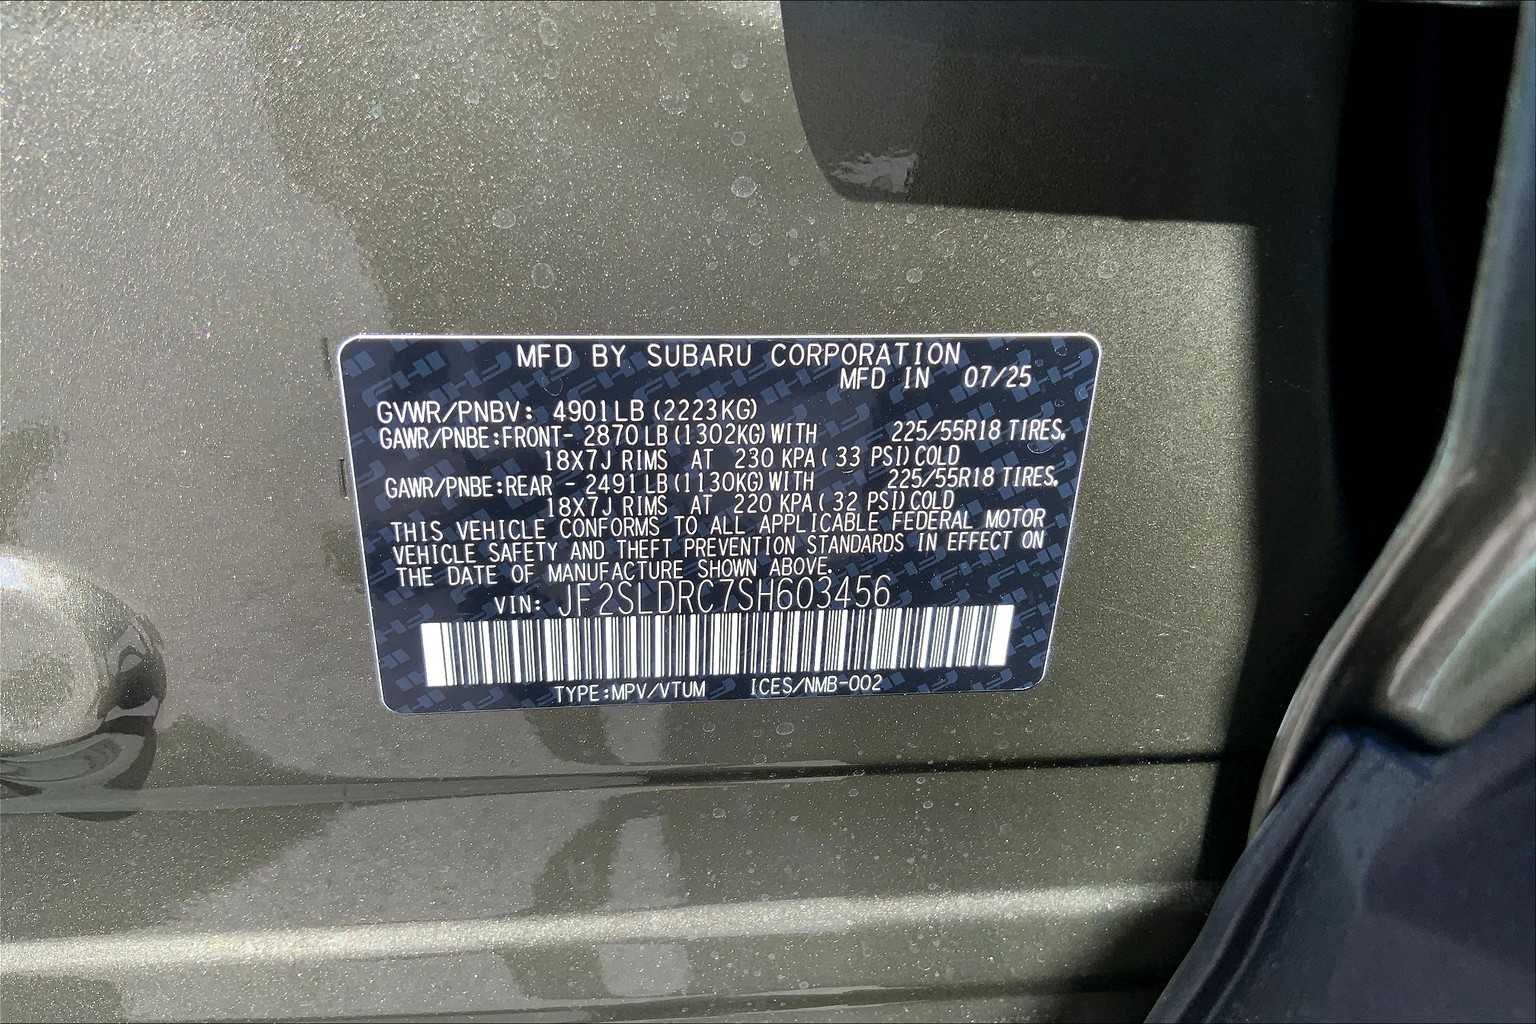 MFD BY SUBARU CORPORATION
MFD IN 07/25
GVWR/PNBV: 4901LB (2223KG)
GAWR/PNBE:FRONT- 2870 LB (1302KG) WITH 225/55R18 TIRES.
18X7J RIMS AT 230 KPA ( 33 PSI) COLD
GAWR/PNBE:REAR - 2491LB (1130KG) WITH 225/55R18 TIRES.
18X7J RIMS AT 220 KPA ( 32 PSI) COLD
THIS VEHICLE CONFORMS TO ALL APPLICABLE FEDERAL MOTOR
VEHICLE SAFETY AND THEFT PREVENTION STANDARDS IN EFFECT ON
THE DATE OF MANUFACTURE SHOWN ABOVE.
VIN: JF2SLDRC7SH603456
TYPE:MPV/VTUM ICES/NMB-002